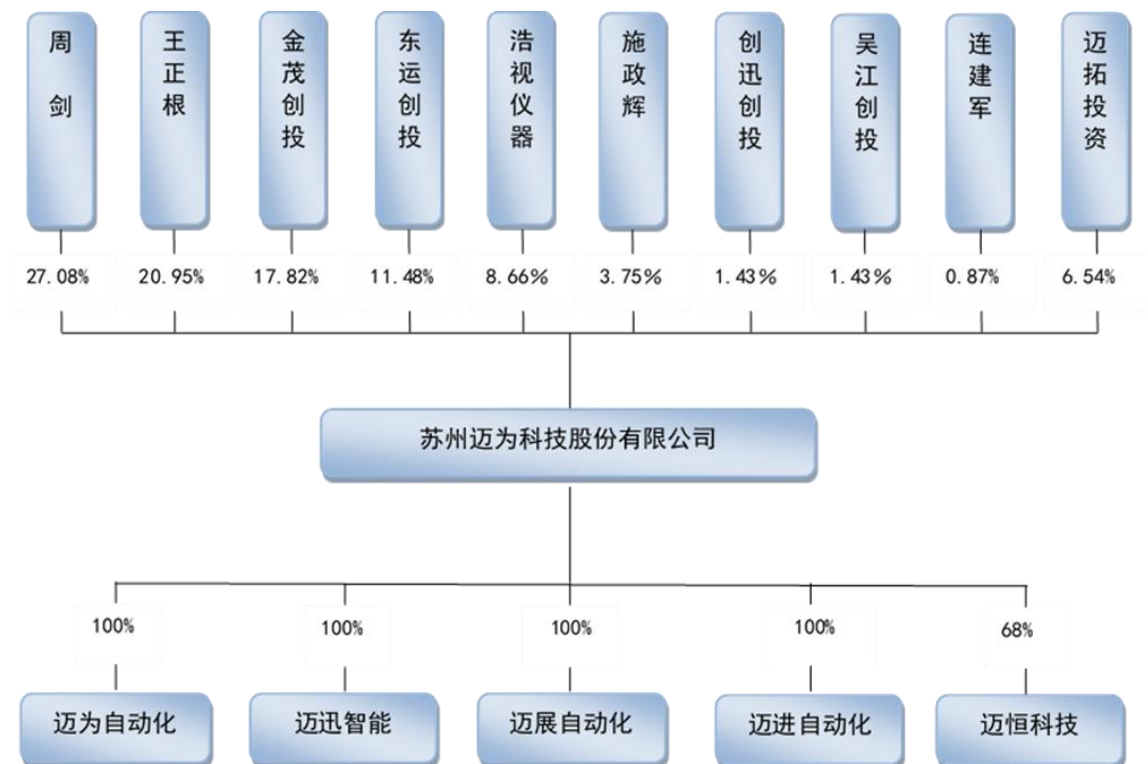 周剑
王正根
金茂创投
东运创投
浩视仪器
施政辉
创迅创投
吴江创投
连建军
迈拓投资
27.08%
20.95%
17.82%
11.48%
8.66%
3.75%
1.43%
1.43%
0.87%
6.54%
苏州迈为科技股份有限公司
100%
100%
100%
100%
68%
迈为自动化
迈迅智能
迈展自动化
迈进自动化
迈恒科技